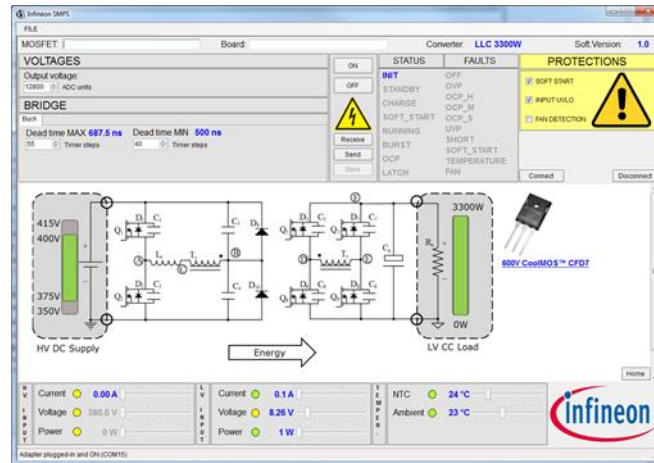 Infineon SMPS
FILE
MOSFET: Board: Converter: LLC 3300W Soft.Version: 1.0
VOLTAGES
Output voltage:
12800 ADC units
BRIDGE
Buck
Dead time MAX 687.5 ns Dead time MIN 500 ns
55 Timer steps 40 Timer steps
ON
OFF
Receive
Send
Store
STATUS FAULTS
INIT OFF
STANDBY OVP
CHARGE OCP_H
SOFT_START OCP_M
RUNNING OCP_S
BURST UVP
OCP SHORT
LATCH SOFT_START
TEMPERATURE
FAN
PROTECTIONS
SOFT START
INPUT UVLO
FAN DETECTION
Connect Disconnect
415V
400V
375V
350V
HV DC Supply
A
B
Energy
3300W
0W
LV CC Load
600V CoolMOS™ CFD7
Home
HV INPUT
Current 0.00 A
Voltage 380,0 V
Power 0 W
LV INPUT
Current 0.1 A
Voltage 8.26 V
Power 1 W
TEMPER.
NTC 24 °C
Ambient 23 °C
infineon
Adapter plugged-in and ON (COM15)